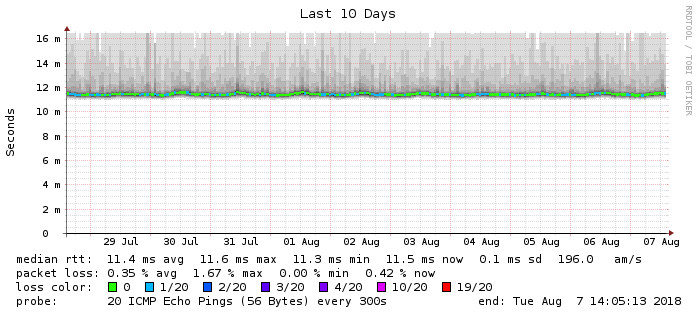 Last 10 Days
RRDTOOL / TOBI OETIKER
Seconds
16 m
14 m
12 m
10 m
8 m
6 m
4 m
2 m
0
29 Jul 30 Jul 31 Jul 01 Aug 02 Aug 03 Aug 04 Aug 05 Aug 06 Aug 07 Aug
median rtt: 11.4 ms avg 11.6 ms max 11.3 ms min 11.5 ms now 0.1 ms sd 196.0 am/s
packet loss: 0.35 % avg 1.67 % max 0.00 % min 0.42 % now
loss color: 0 1/20 2/20 3/20 4/20 10/20 19/20
probe: 20 ICMP Echo Pings (56 Bytes) every 300s end: Tue Aug 7 14:05:13 2018